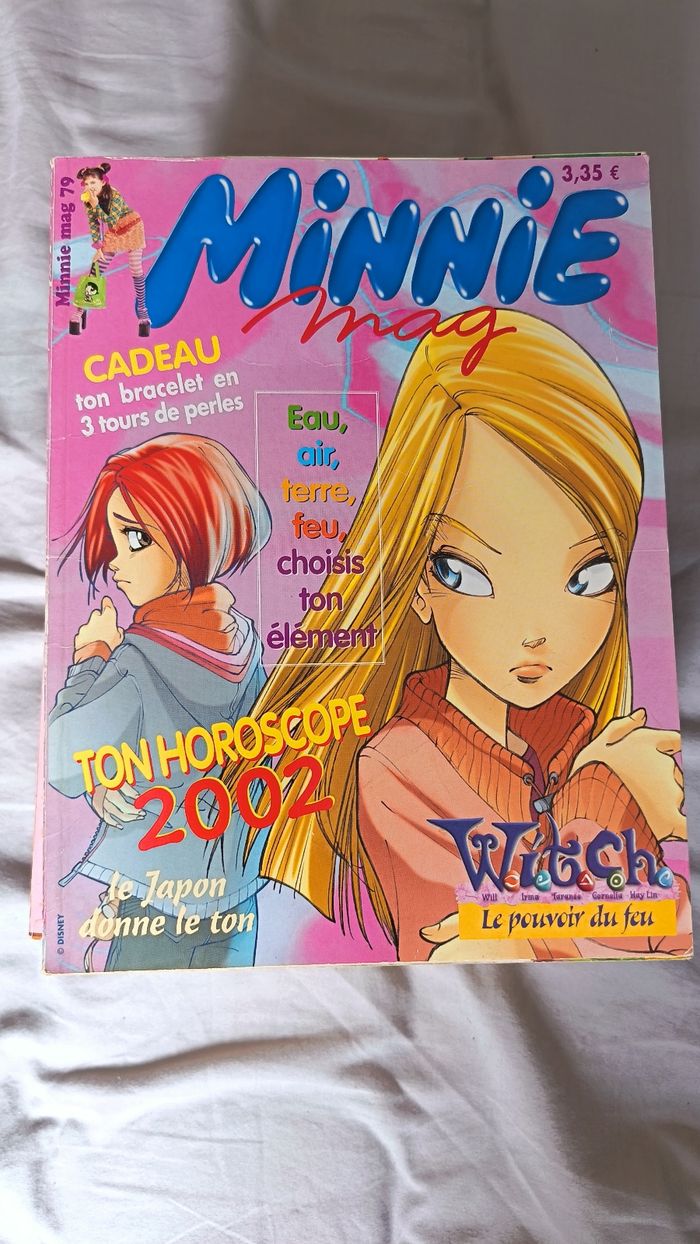 Minnie mag 79
3,35 €
MiNNiE
mag
CADEAU
ton bracelet en
3 tours de perles
Eau,
air,
terre,
feu,
choisis
ton
élément
TON HOROSCOPE
2002
le Japon
donne le ton
W.i.t.c.h.
Will Irma Taranee Cornelia Hay Lin
Le pouvoir du feu
© DISNEY